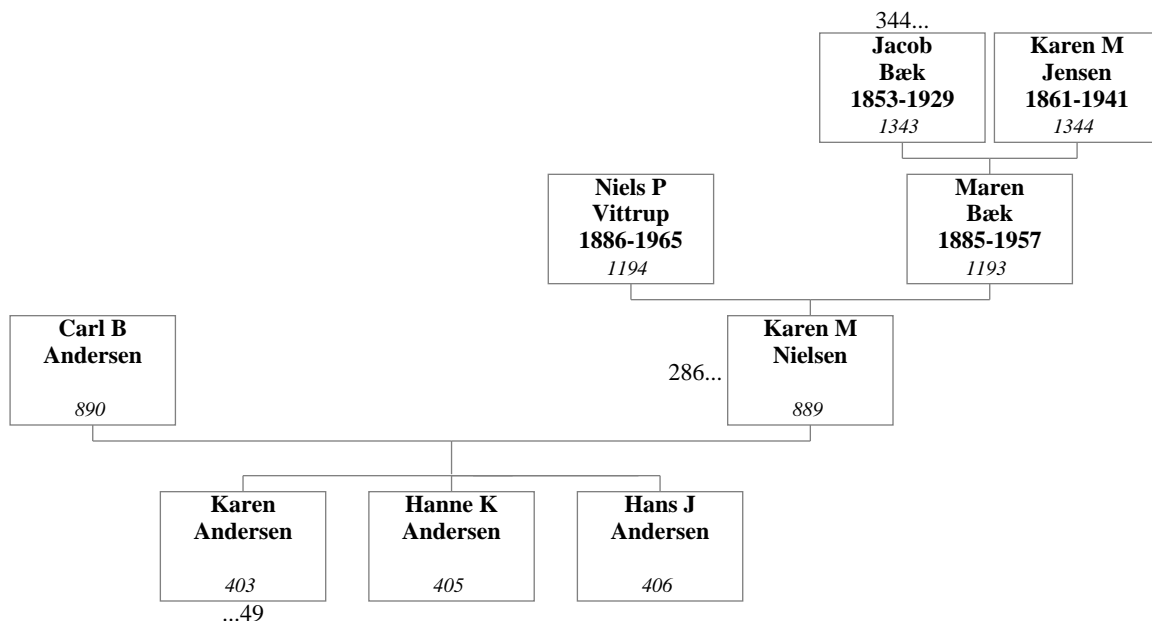 344...
Jacob
Bæk
1853-1929
1343
Karen M
Jensen
1861-1941
1344
Niels P
Vittrup
1886-1965
1194
Maren
Bæk
1885-1957
1193
Carl B
Andersen
890
286...
Karen M
Nielsen
889
Karen
Andersen
403
...49
Hanne K
Andersen
405
Hans J
Andersen
406